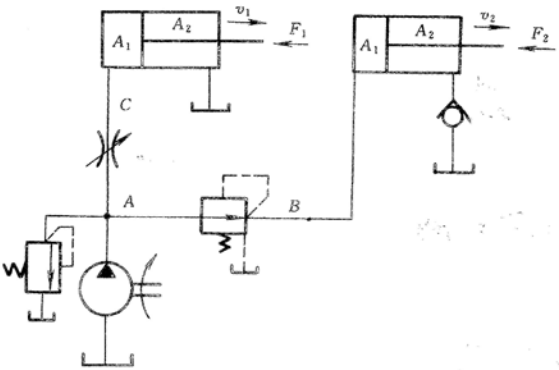 v₁
A₁ A₂ F₁
v₂
A₁ A₂ F₂
C
A
B